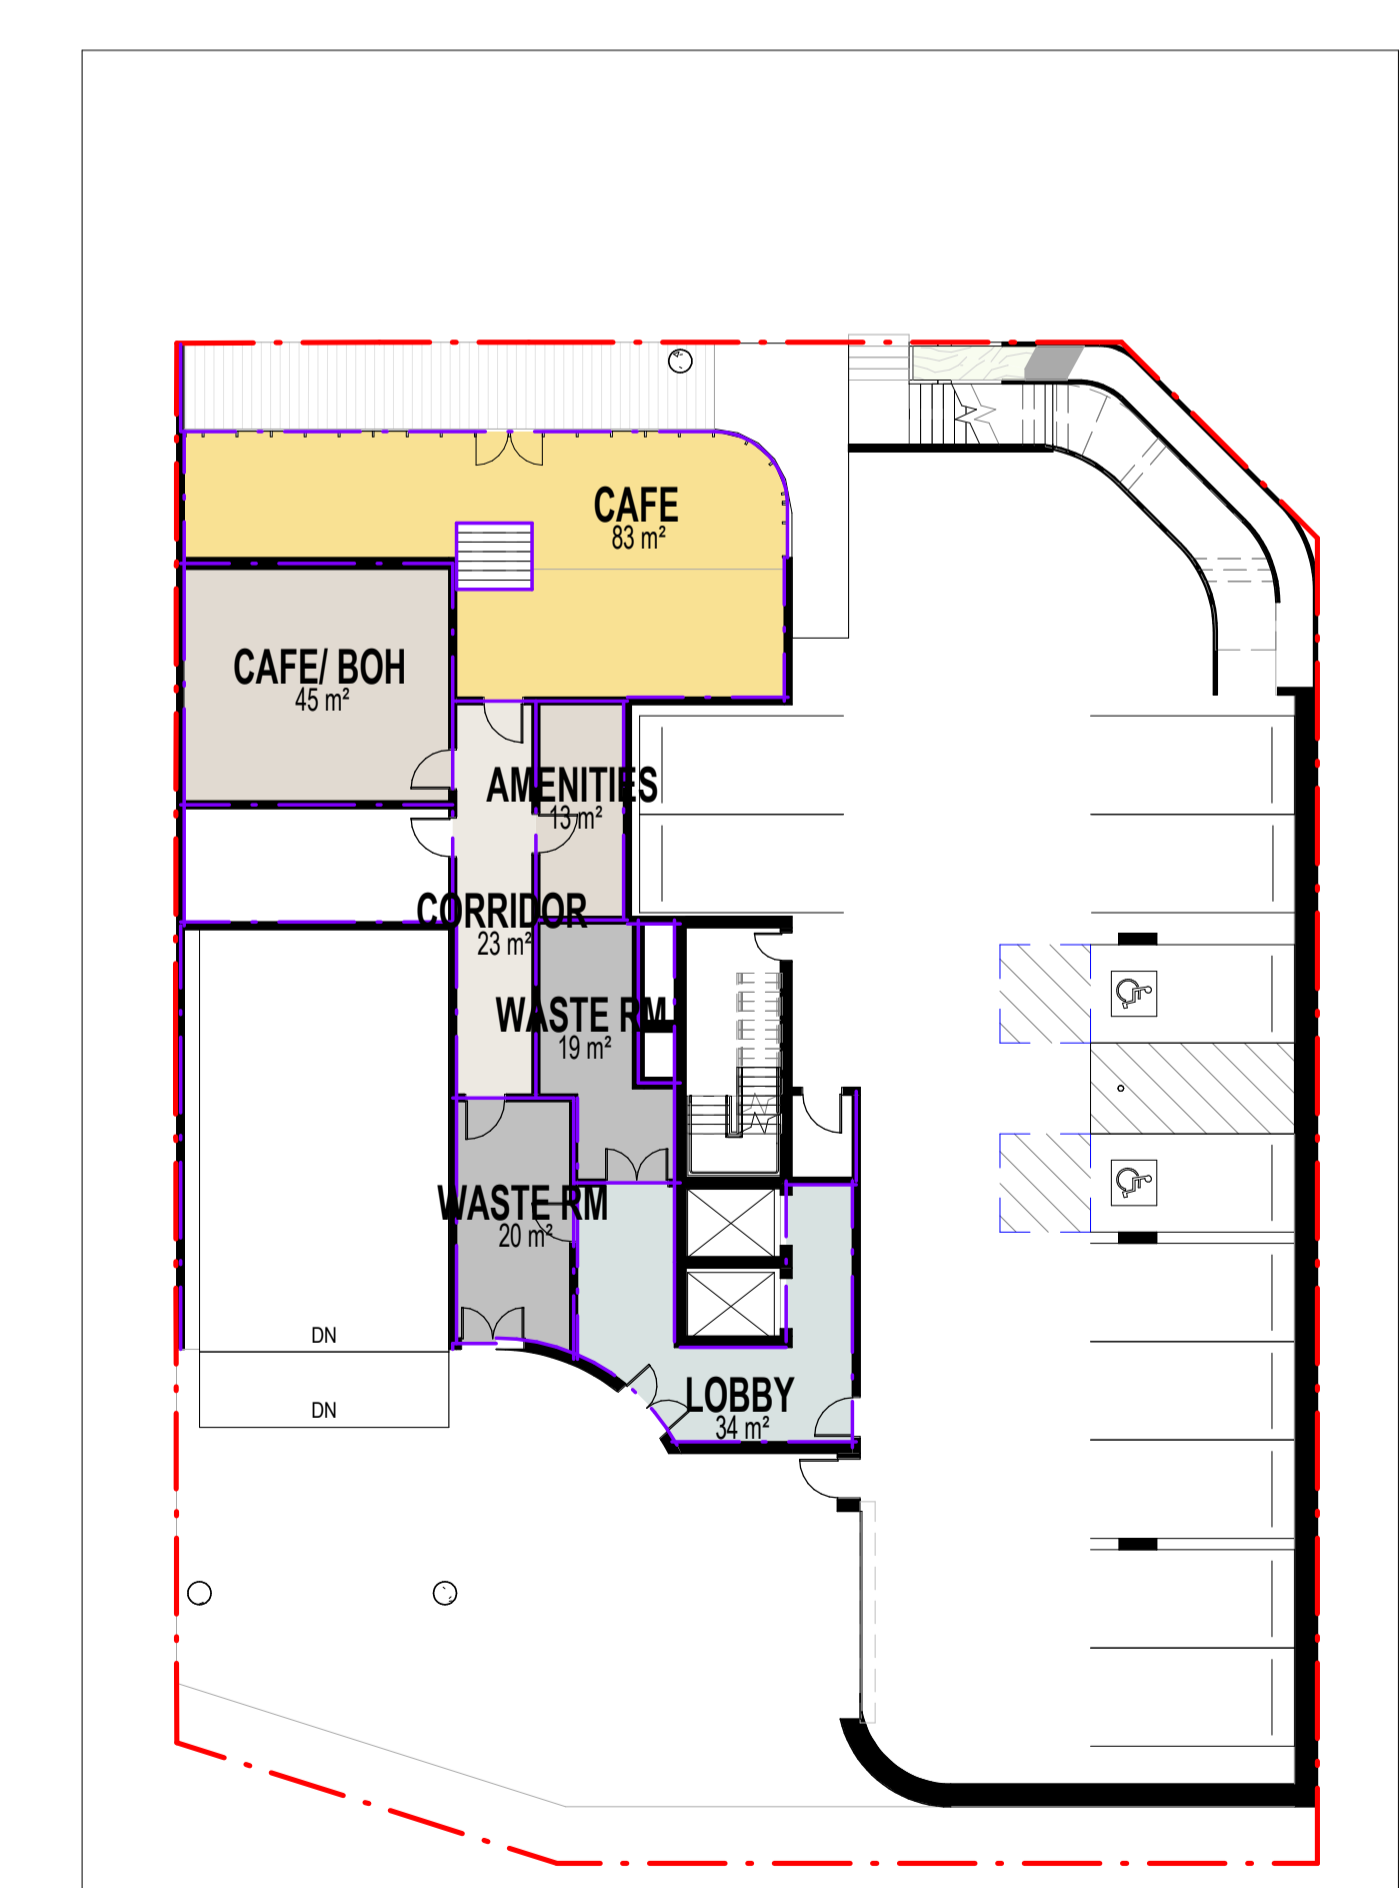 CAFE
83 m²
CAFE/ BOH
45 m²
AMENITIES
13 m²
CORRIDOR
23 m²
WASTE RM
19 m²
WASTE RM
20 m²
DN
LOBBY
34 m²
DN